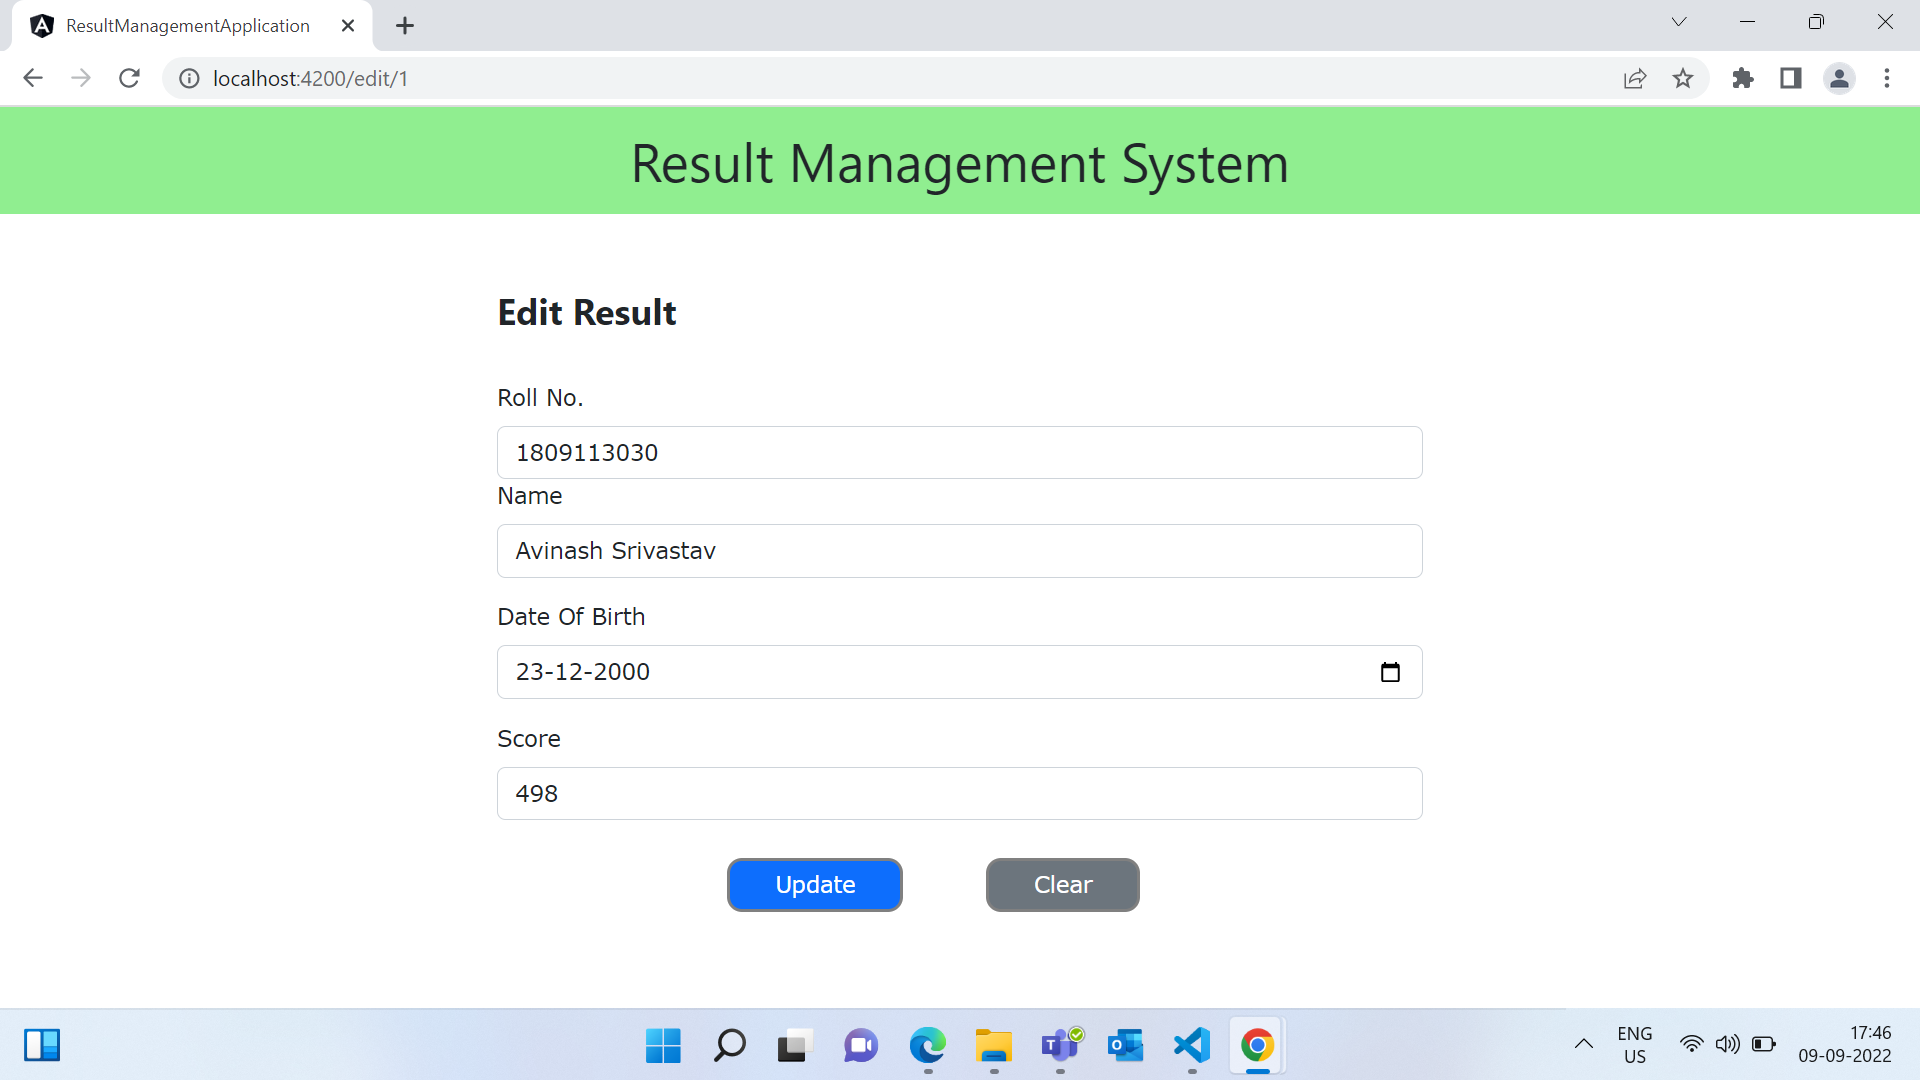 ResultManagementApplication
localhost:4200/edit/1
Result Management System
Edit Result
Roll No.
1809113030
Name
Avinash Srivastav
Date Of Birth
23-12-2000
Score
498
Update
Clear
ENG
US
17:46
09-09-2022